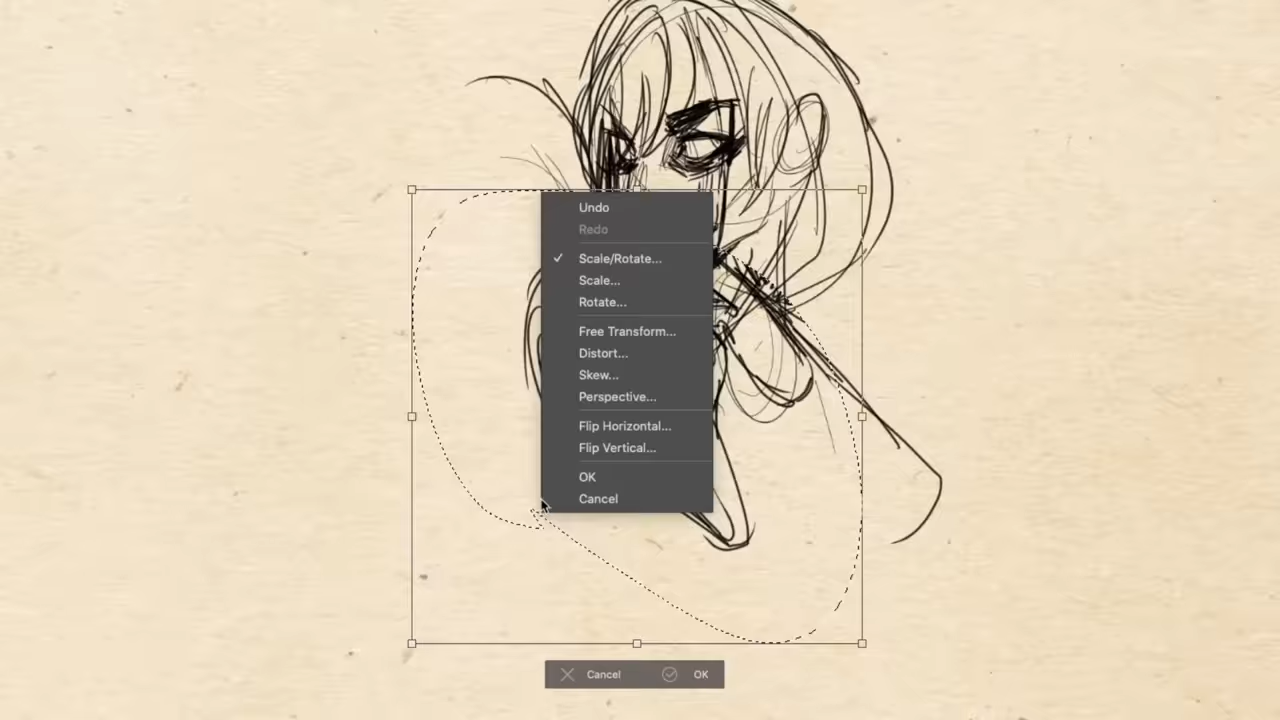 Undo
Redo
Scale/Rotate...
Scale...
Rotate...
Free Transform...
Distort...
Skew...
Perspective...
Flip Horizontal...
Flip Vertical...
OK
Cancel
Cancel OK